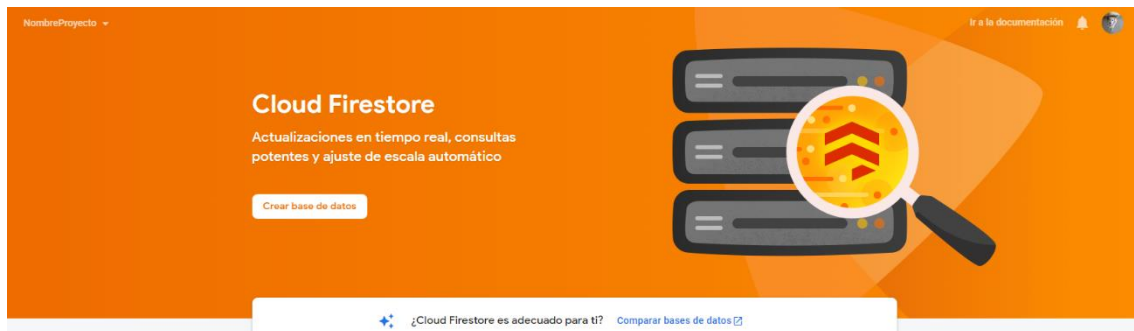 NombreProyecto
Ir a la documentación
Cloud Firestore
Actualizaciones en tiempo real, consultas
potentes y ajuste de escala automático
Crear base de datos
¿Cloud Firestore es adecuado para ti? Comparar bases de datos